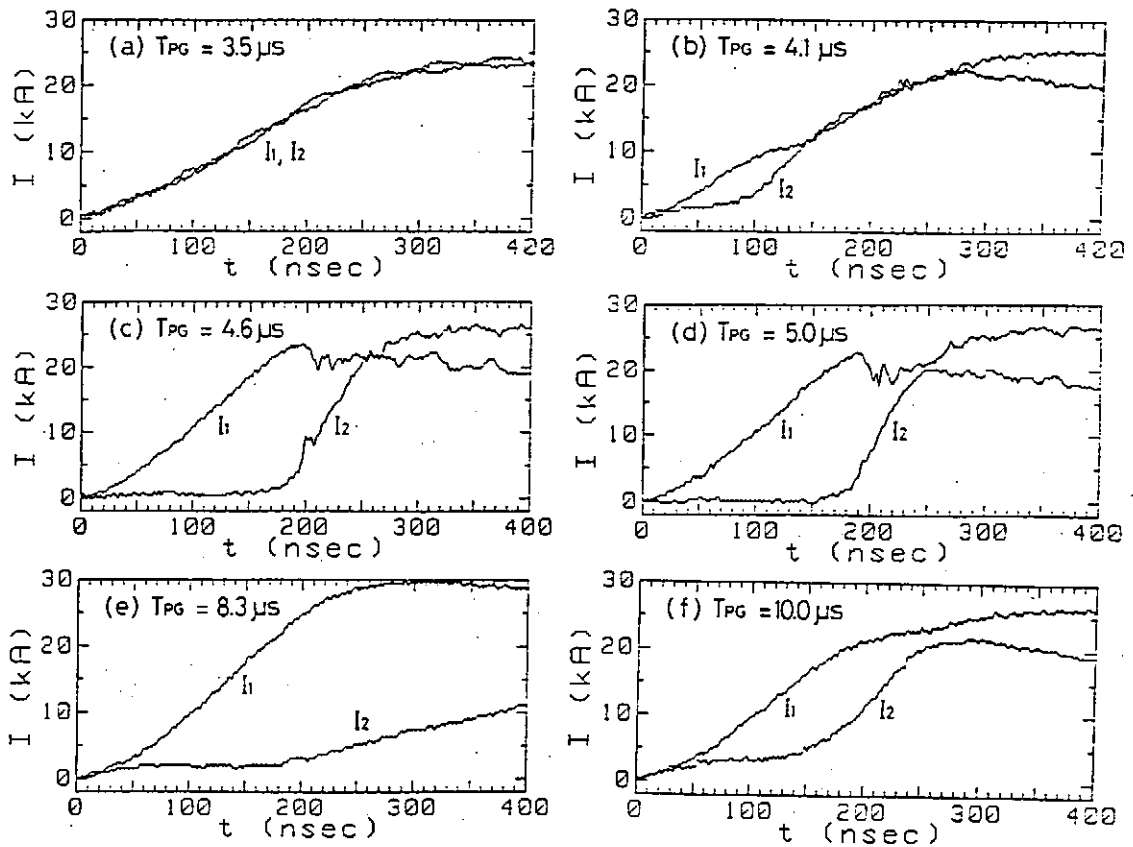 (a) TPG = 3.5 µs
I (kA)
30
20
10
0
I1, I2
0 100 200 300 400
t (nsec)
(b) TPG = 4.1 µs
I (kA)
30
20
10
0
I1
I2
0 100 200 300 400
t (nsec)
(c) TPG = 4.6 µs
I (kA)
30
20
10
0
I1
I2
0 100 200 300 400
t (nsec)
(d) TPG = 5.0 µs
I (kA)
30
20
10
0
I1
I2
0 100 200 300 400
t (nsec)
(e) TPG = 8.3 µs
I (kA)
30
20
10
0
I1
I2
0 100 200 300 400
t (nsec)
(f) TPG = 10.0 µs
I (kA)
30
20
10
0
I1
I2
0 100 200 300 400
t (nsec)